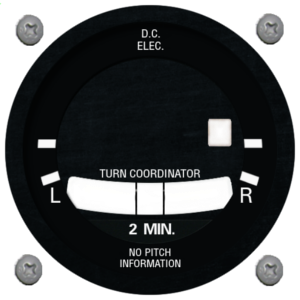 D.C.
ELEC.
TURN COORDINATOR
L
R
2 MIN.
NO PITCH
INFORMATION